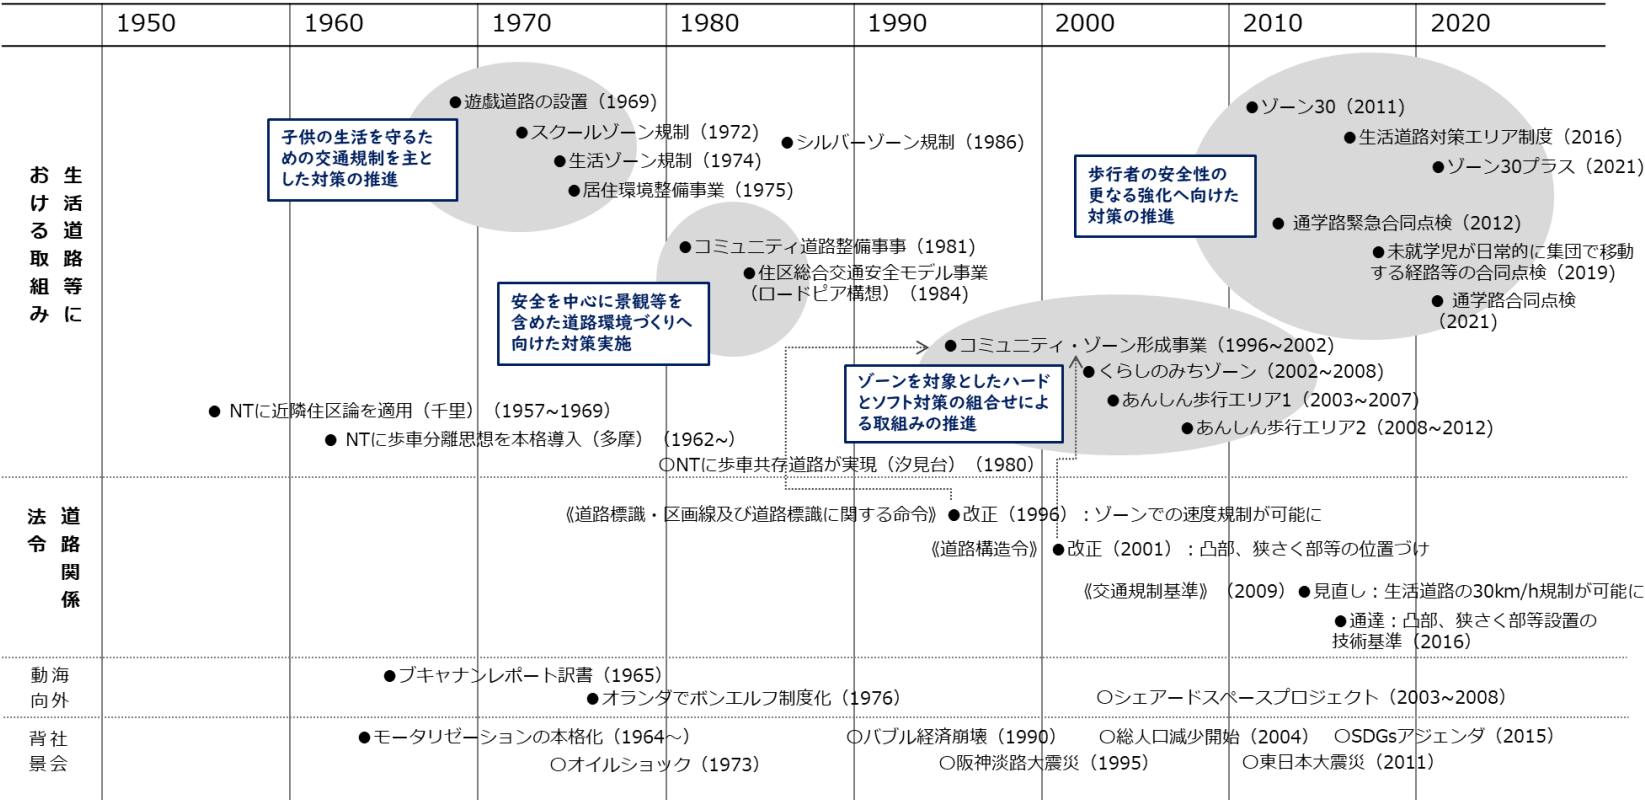 1950 1960 1970 1980 1990 2000 2010 2020
生活道路等に
おける取組み
●遊戯道路の設置（1969)
●スクールゾーン規制（1972)
●生活ゾーン規制（1974）
●居住環境整備事業（1975）
子供の生活を守るた
めの交通規制を主と
した対策の推進
●シルバーゾーン規制（1986）
●コミュニティ道路整備事事（1981）
●住区総合交通安全モデル事業
（ロードピア構想）（1984）
安全を中心に景観等を
含めた道路環境づくりへ
向けた対策実施
●ゾーン30（2011）
●生活道路対策エリア制度（2016）
●ゾーン30プラス（2021)
歩行者の安全性の
更なる強化へ向けた
対策の推進
● 通学路緊急合同点検（2012）
●未就学児が日常的に集団で移動
する経路等の合同点検（2019）
● 通学路合同点検
（2021)
●コミュニティ・ゾーン形成事業（1996~2002）
●くらしのみちゾーン（2002~2008）
●あんしん歩行エリア1（2003~2007）
●あんしん歩行エリア2（2008~2012）
ゾーンを対象としたハード
とソフト対策の組合せによ
る取組みの推進
● NTに近隣住区論を適用（千里）（1957~1969）
● NTに歩車分離思想を本格導入（多摩）（1962~）
○NTに歩車共存道路が実現（汐見台）（1980）
道路関係
法令
《道路標識・区画線及び道路標識に関する命令》●改正（1996）：ゾーンでの速度規制が可能に
《道路構造令》●改正（2001）：凸部、狭さく部等の位置づけ
《交通規制基準》（2009）●見直し：生活道路の30km/h規制が可能に
●通達：凸部、狭さく部等設置の
技術基準（2016）
海外
動向
●ブキャナンレポート訳書（1965）
●オランダでボンエルフ制度化（1976）
○シェアードスペースプロジェクト（2003~2008）
社会
背景
●モータリゼーションの本格化（1964～）
○バブル経済崩壊（1990）
○総人口減少開始（2004）
○SDGsアジェンダ（2015）
○オイルショック（1973）
○阪神淡路大震災（1995）
○東日本大震災（2011）